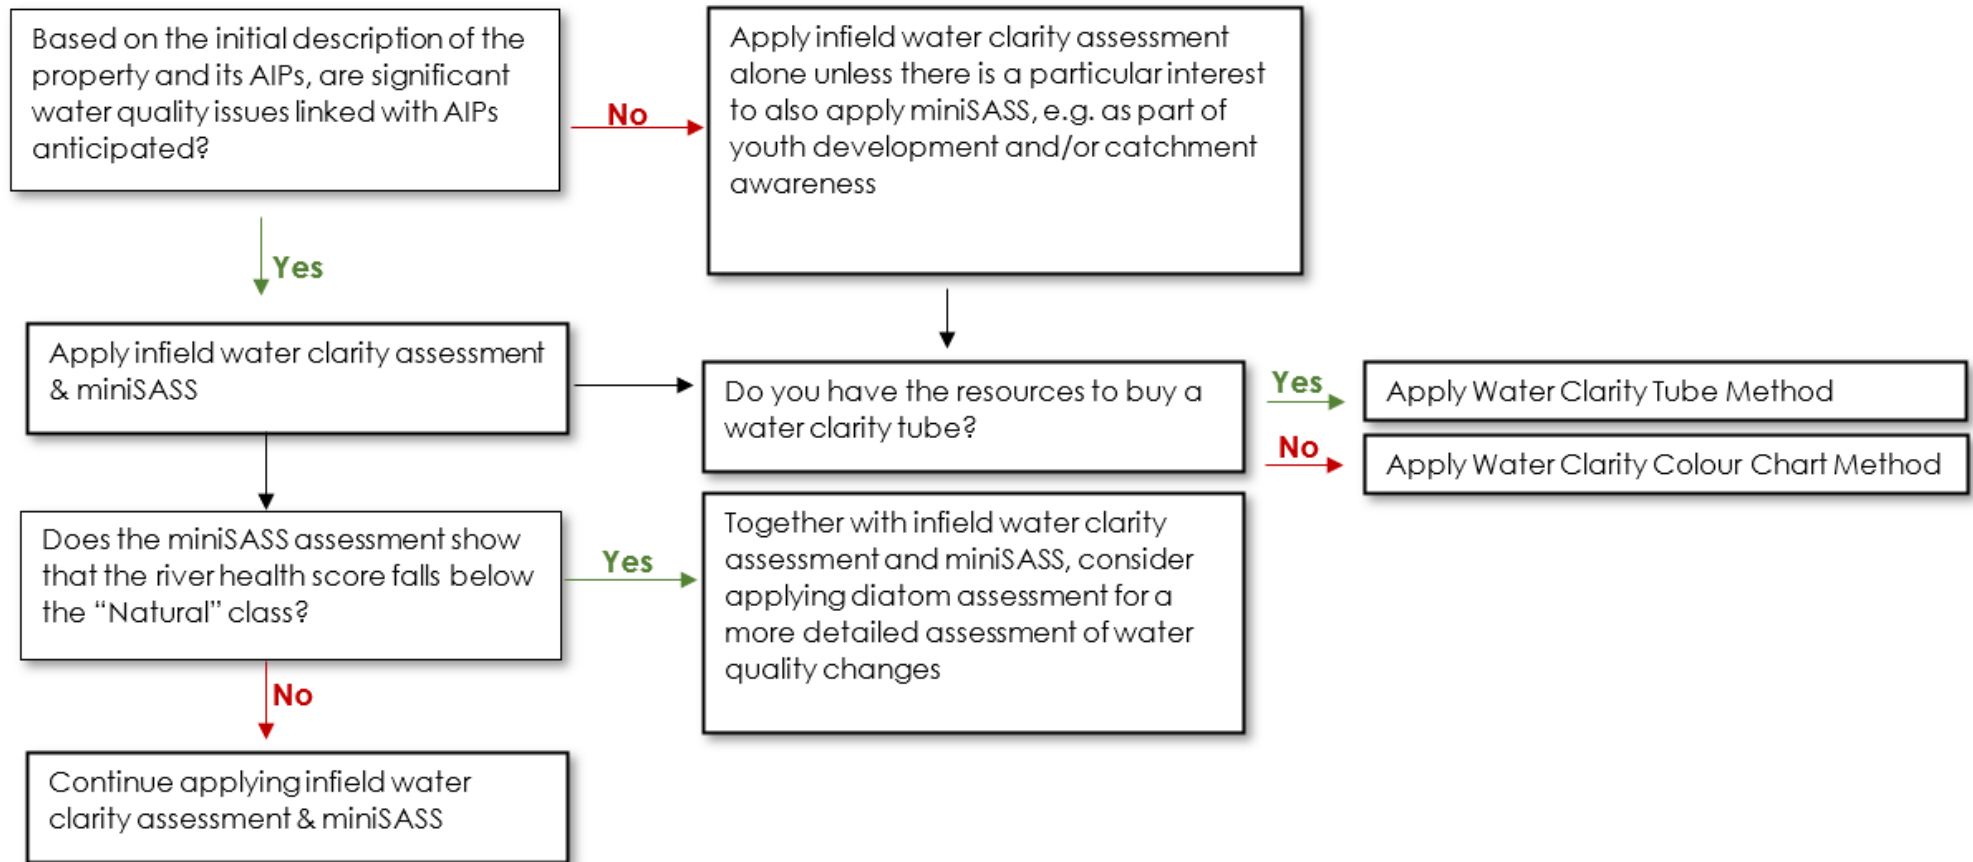 Based on the initial description of the
property and its AIPs, are significant
water quality issues linked with AIPs
anticipated?
No
Apply infield water clarity assessment
alone unless there is a particular interest
to also apply miniSASS, e.g. as part of
youth development and/or catchment
awareness
Yes
Apply infield water clarity assessment
& miniSASS
Do you have the resources to buy a
water clarity tube?
Yes
Apply Water Clarity Tube Method
No
Apply Water Clarity Colour Chart Method
Does the miniSASS assessment show
that the river health score falls below
the “Natural” class?
Yes
Together with infield water clarity
assessment and miniSASS, consider
applying diatom assessment for a
more detailed assessment of water
quality changes
No
Continue applying infield water
clarity assessment & miniSASS